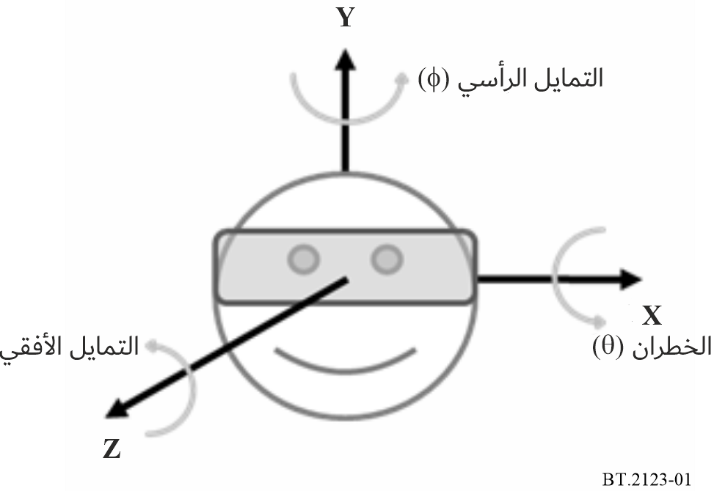 Y
التمايل الرأسي (ϕ)
X
الخطران (θ)
التمايل الأفقي
Z
BT.2123-01